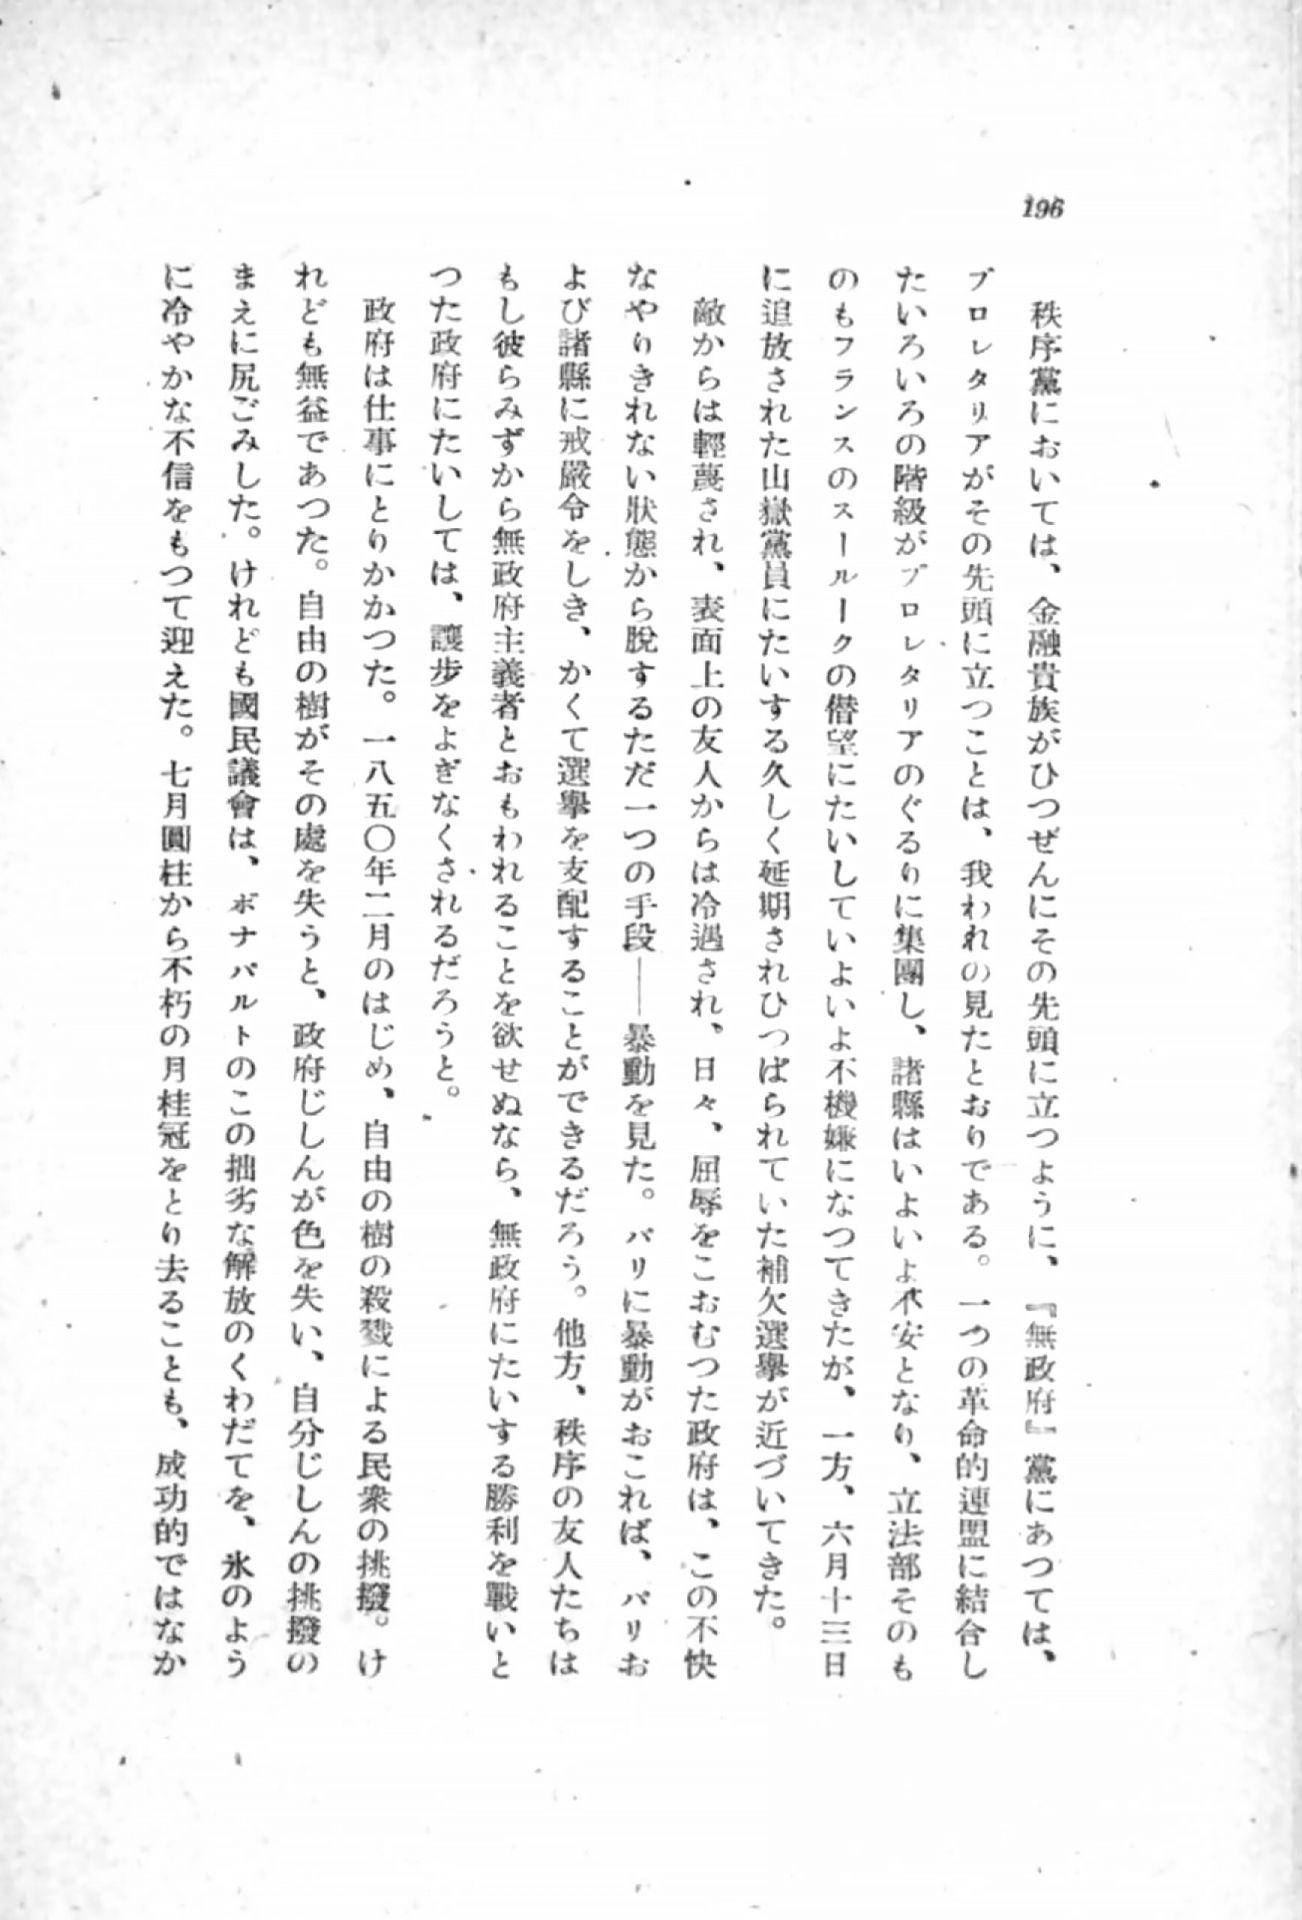 196
秩序黨においては、金融貴族がひつぜんにその先頭に立つように、『無政府』黨にあつては、
プロレタリアがその先頭に立つことは、我われの見たとおりである。一つの革命的連盟に結合し
たいろいろの階級がプロレタリアのぐるりに集團し、諸縣はいよいよ不安となり、立法部そのも
のもフランスのスールークの僭望にたいしていよいよ不機嫌になつてきたが、一方、六月十三日
に追放された山嶽黨員にたいする久しく延期されひつぱられていた補欠選擧が近づいてきた。
敵からは輕蔑され、表面上の友人からは冷遇され、日々、屈辱をこおむつた政府は、この不快
なやりきれない狀態から脫するただ一つの手段——暴動を見た。パリに暴動がおこれば、パリお
よび諸縣に戒嚴令をしき、かくて選擧を支配することができるだろう。他方、秩序の友人たちは
もし彼らみずから無政府主義者とおもわれることを欲せぬなら、無政府にたいする勝利を戰いと
つた政府にたいしては、讓步をよぎなくされるだろうと。
政府は仕事にとりかかつた。一八五〇年二月のはじめ、自由の樹の殺戮による民衆の挑撥。け
れども無益であつた。自由の樹がその處を失うと、政府じしんが色を失い、自分じしんの挑撥の
まえに尻ごみした。けれども國民議會は、ボナパルトのこの拙劣な解放のくわだてを、氷のよう
に冷やかな不信をもつて迎えた。七月圓柱から不朽の月桂冠をとり去ることも、成功的ではなか